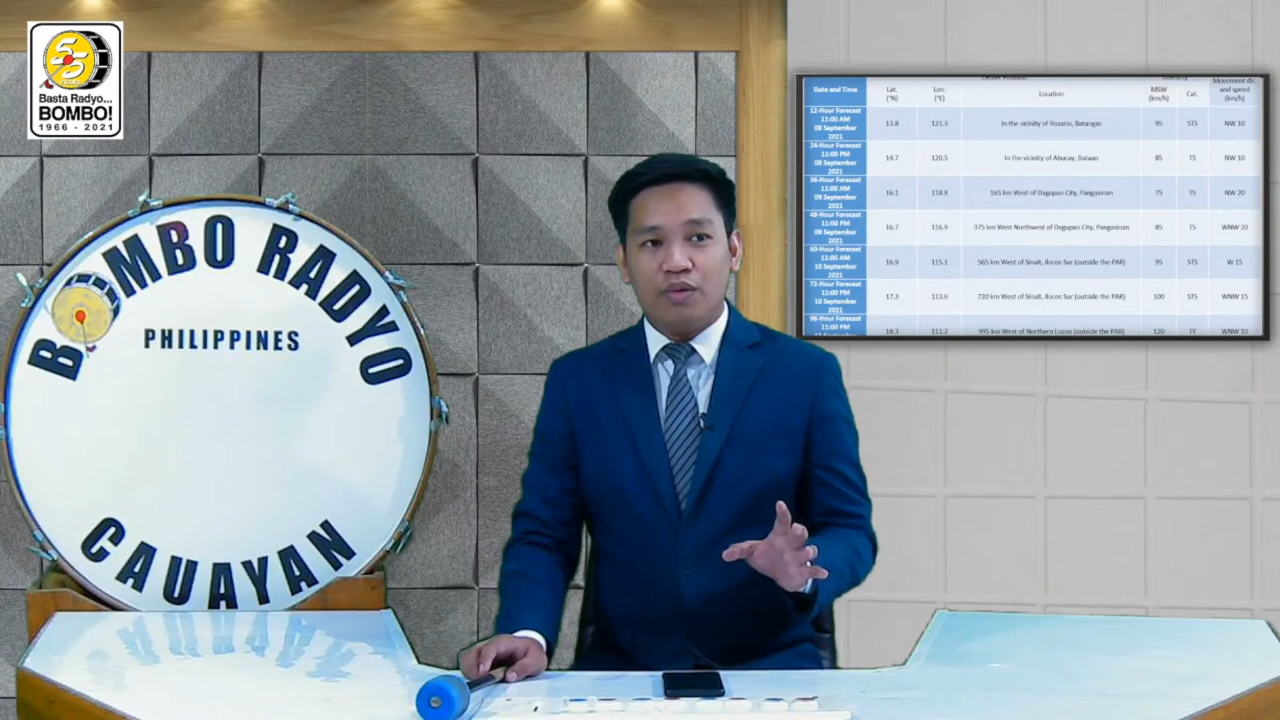 55
YEARS
Basta Radyo...
BOMBO!
1966 - 2021
BOMBO RADYO
PHILIPPINES
CAUAYAN
Center Position
Intensity
Date and Time
Lat.
(°N)
Lon.
(°E)
Location
MSW
(km/h)
Cat.
Movement dir.
and speed
(km/h)
12-Hour Forecast
11:00 AM
08 September
2021
13.8
121.3
In the vicinity of Rosario, Batangas
95
STS
NW 10
24-Hour Forecast
11:00 PM
08 September
2021
14.7
120.5
In the vicinity of Abucay, Bataan
85
TS
NW 10
36-Hour Forecast
11:00 AM
09 September
2021
16.1
118.8
165 km West of Dagupan City, Pangasinan
75
TS
NW 20
48-Hour Forecast
11:00 PM
09 September
2021
16.7
116.9
375 km West Northwest of Dagupan City, Pangasinan
85
TS
WNW 20
60-Hour Forecast
11:00 AM
10 September
2021
16.9
115.1
565 km West of Sinait, Ilocos Sur (outside the PAR)
95
STS
W 15
72-Hour Forecast
11:00 PM
10 September
2021
17.3
113.6
720 km West of Sinait, Ilocos Sur (outside the PAR)
100
STS
WNW 15
96-Hour Forecast
11:00 PM
18.3
111.2
995 km West of Northern Luzon (outside the PAR)
120
TY
WNW 10